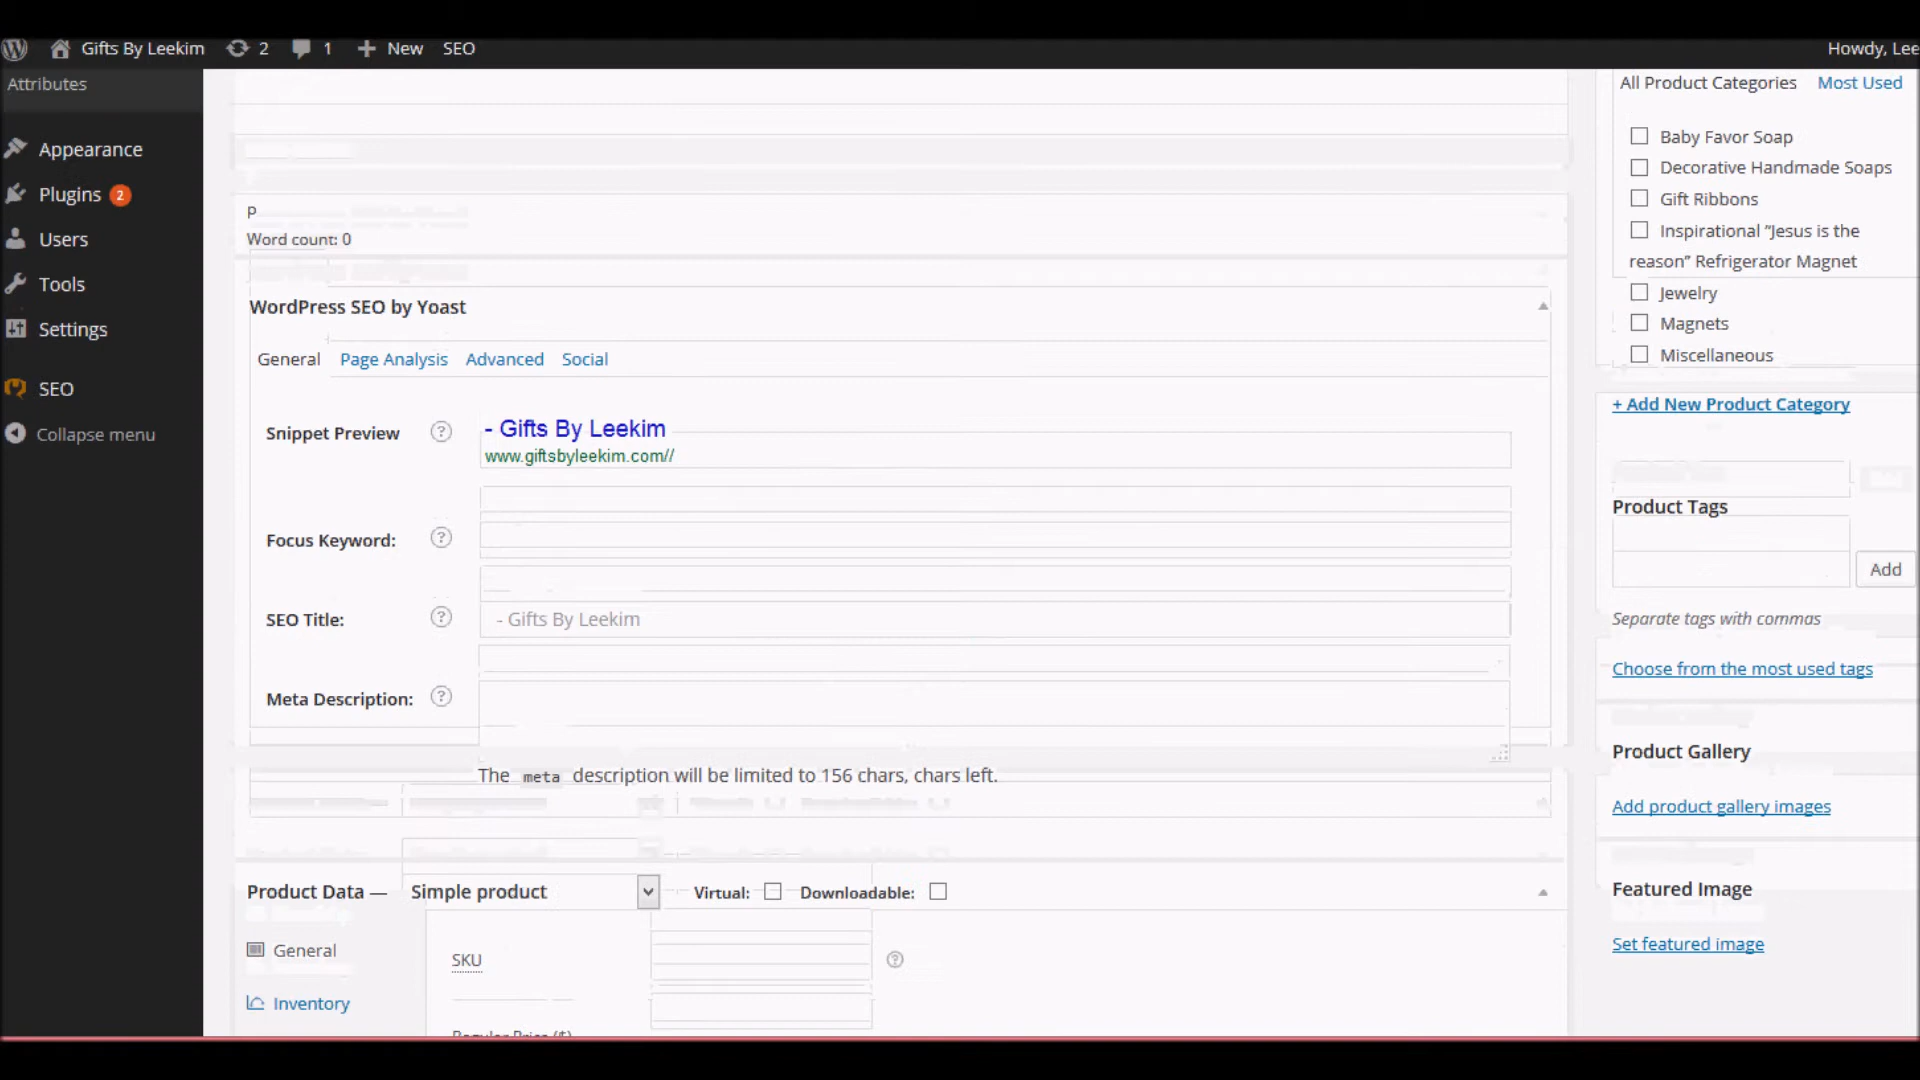 Gifts By Leekim 2 1 + New SEO
Howdy, Lee
Attributes
Appearance
Plugins 2
Users
Tools
Settings
SEO
Collapse menu
P
Word count: 0
WordPress SEO by Yoast
General Page Analysis Advanced Social
Snippet Preview ? - Gifts By Leekim
www.giftsbyleekim.com//
Focus Keyword: ?
SEO Title: ? - Gifts By Leekim
Meta Description: ?
The meta description will be limited to 156 chars, chars left.
Product Data — Simple product Virtual: Downloadable:
General
Inventory
SKU ?
Regular Price ($)
All Product Categories Most Used
Baby Favor Soap
Decorative Handmade Soaps
Gift Ribbons
Inspirational “Jesus is the
reason” Refrigerator Magnet
Jewelry
Magnets
Miscellaneous
+ Add New Product Category
Product Tags
Add
Separate tags with commas
Choose from the most used tags
Product Gallery
Add product gallery images
Featured Image
Set featured image